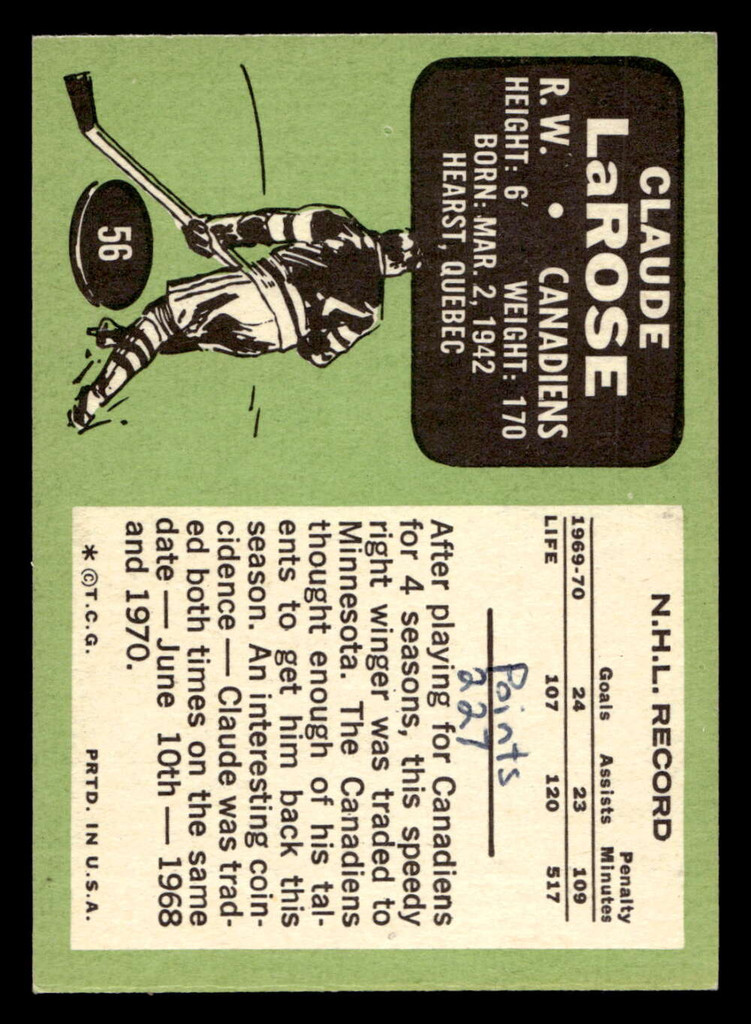 CLAUDE
LaROSE
R. W. • CANADIENS
HEIGHT: 6' WEIGHT: 170
BORN: MAR. 2, 1942
HEARST, QUEBEC
56
N.H.L. RECORD
Penalty
Goals Assists Minutes
1969-70 24 23 109
LIFE 107 120 517
Points
227
After playing for Canadiens
for 4 seasons, this speedy
right winger was traded to
Minnesota. The Canadiens
thought enough of his tal-
ents to get him back this
season. An interesting coin-
cidence — Claude was trad-
ed both times on the same
date — June 10th — 1968
and 1970.
* ©T.C.G. PRTD. IN U.S.A.